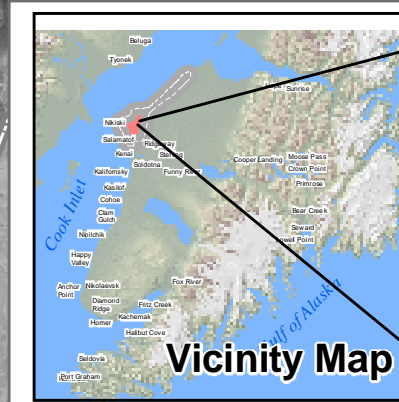 Beluga
Tyonek
Sunrise
Nikiski
Salamatof
Kenai
Sterling
Soldotna
Kalifornsky
Funny River
Cooper Landing
Moose Pass
Crown Point
Primrose
Kasilof
Cohoe
Clam
Gulch
Cook Inlet
Ninilchik
Bear Creek
Seward
Lowell Point
Happy
Valley
Anchor
Point
Nikolaevsk
Fox River
Diamond
Ridge
Fritz Creek
Kachemak
Homer
Halibut Cove
Gulf of Alaska
Vicinity Map
Seldovia
Port Graham